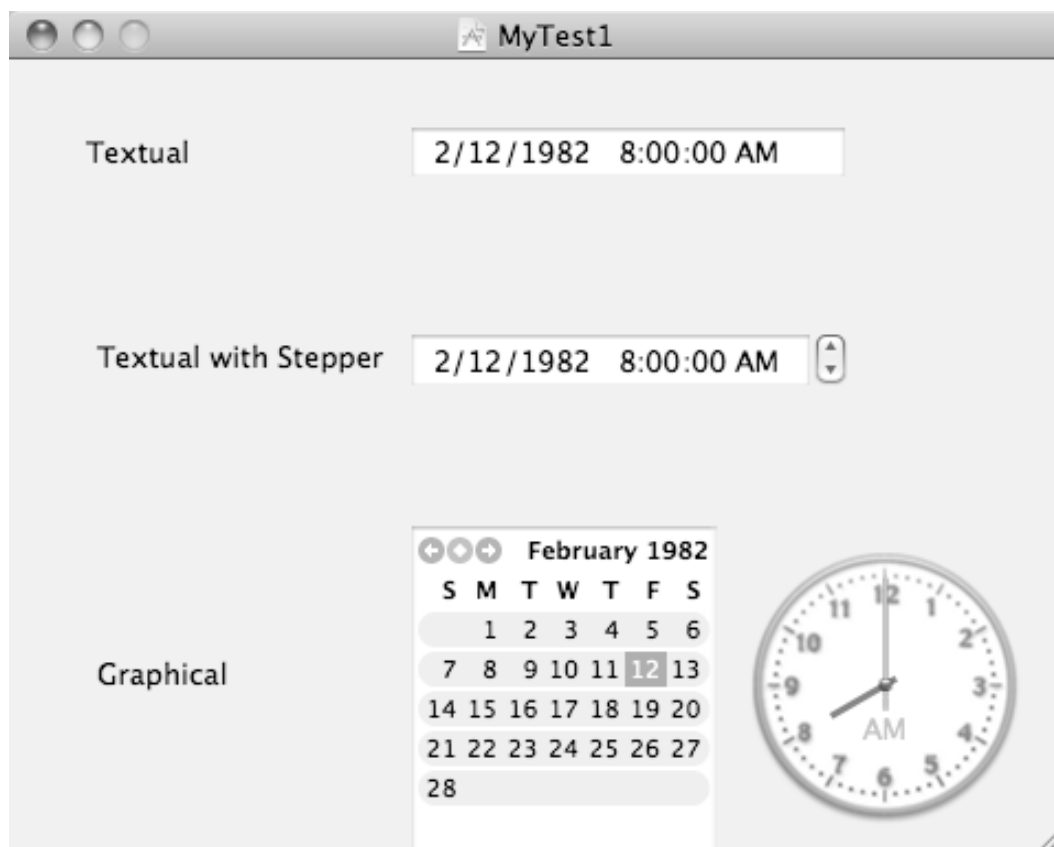 MyTest1
Textual
2/12/1982 8:00:00 AM
Textual with Stepper
2/12/1982 8:00:00 AM
Graphical
February 1982
S M T W T F S
1 2 3 4 5 6
7 8 9 10 11 12 13
14 15 16 17 18 19 20
21 22 23 24 25 26 27
28
12
1
2
3
4
5
6
7
8
9
10
11
AM